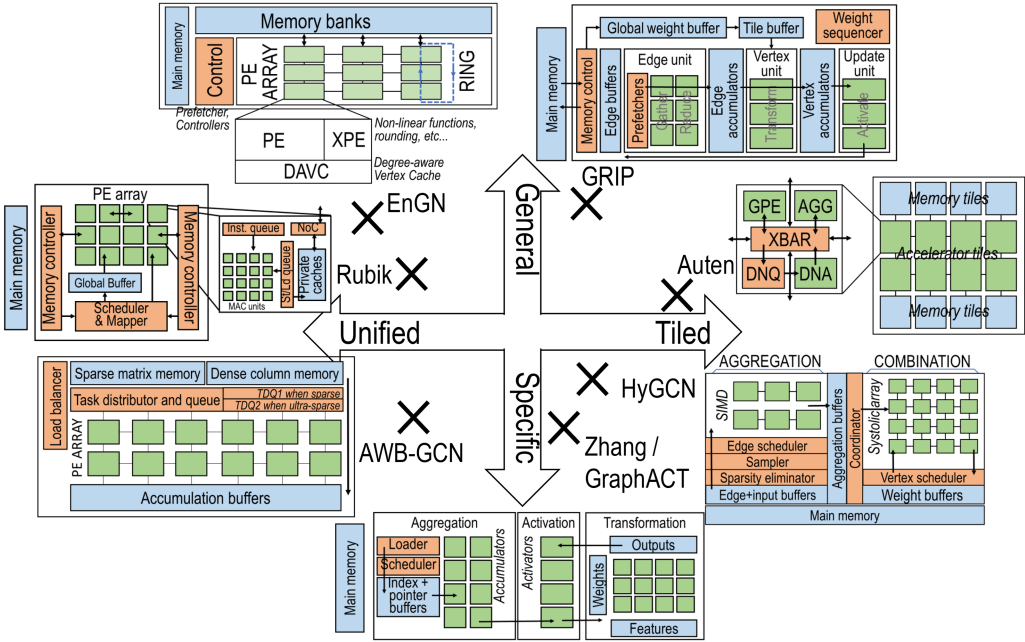 Main memory
Memory banks
Control
PE
ARRAY
RING
Prefetcher,
Controllers
PE
XPE
DAVC
Non-linear functions,
rounding, etc...
Degree-aware
Vertex Cache
EnGN
Main memory
Global weight buffer
Tile buffer
Weight
sequencer
Memory control
Edge buffers
Edge unit
Prefetchers
Gather
Reduce
Edge
accumulators
Vertex
unit
Transform
Vertex
accumulators
Update
unit
Activate
GRIP
General
Specific
Unified
Tiled
Main memory
PE array
Memory controller
Global Buffer
Scheduler
& Mapper
Memory controller
Inst. queue
NoC
St/Ld queue
Private
caches
MAC units
Rubik
Auten
GPE
AGG
XBAR
DNQ
DNA
Memory tiles
Accelerator tiles
Memory tiles
Load balancer
Sparse matrix memory
Dense column memory
Task distributor and queue
TDQ1 when sparse
TDQ2 when ultra-sparse
PE ARRAY
Accumulation buffers
AWB-GCN
HyGCN
Zhang /
GraphACT
AGGREGATION
COMBINATION
SIMD
Edge scheduler
Sampler
Sparsity eliminator
Edge+input buffers
Aggregation buffers
Coordinator
Systolic array
Vertex scheduler
Weight buffers
Main memory
Main memory
Aggregation
Loader
Scheduler
Index +
pointer
buffers
Accumulators
Activation
Activators
Transformation
Outputs
Weights
Features